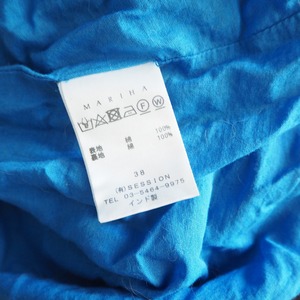 MARIHA
表地 綿 100%
裏地 綿 100%
38
(有)SESSION
TEL 03-5464-9975
インド製